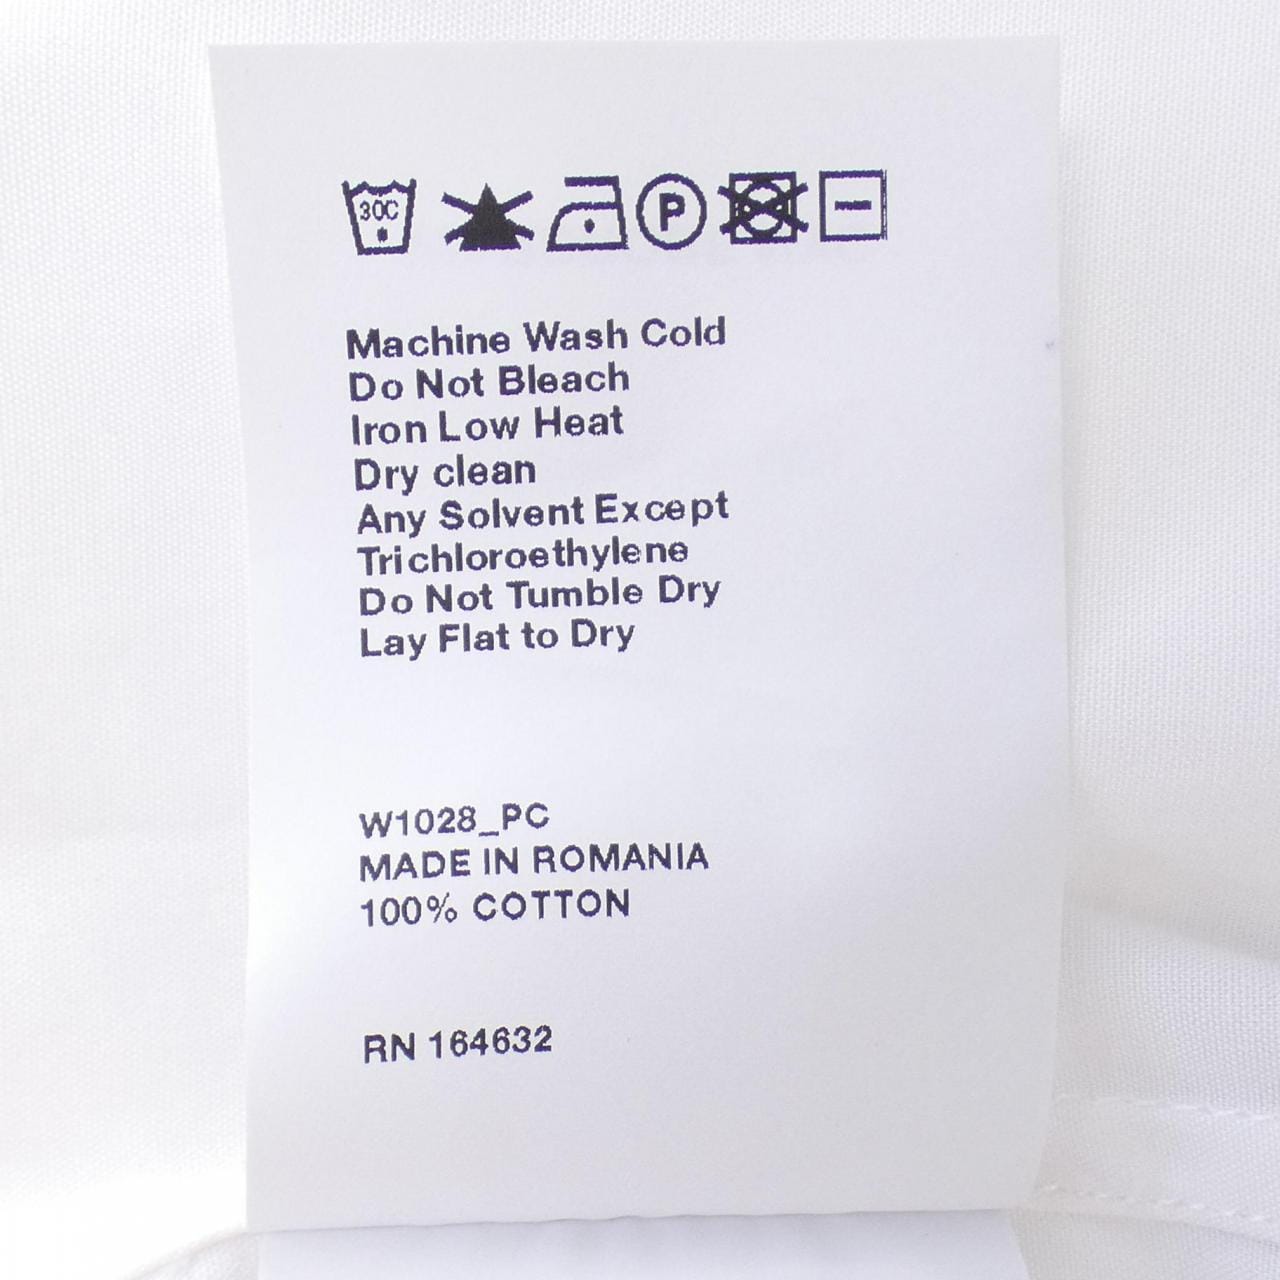 30C
P
Machine Wash Cold
Do Not Bleach
Iron Low Heat
Dry clean
Any Solvent Except
Trichloroethylene
Do Not Tumble Dry
Lay Flat to Dry
W1028_PC
MADE IN ROMANIA
100% COTTON
RN 164632